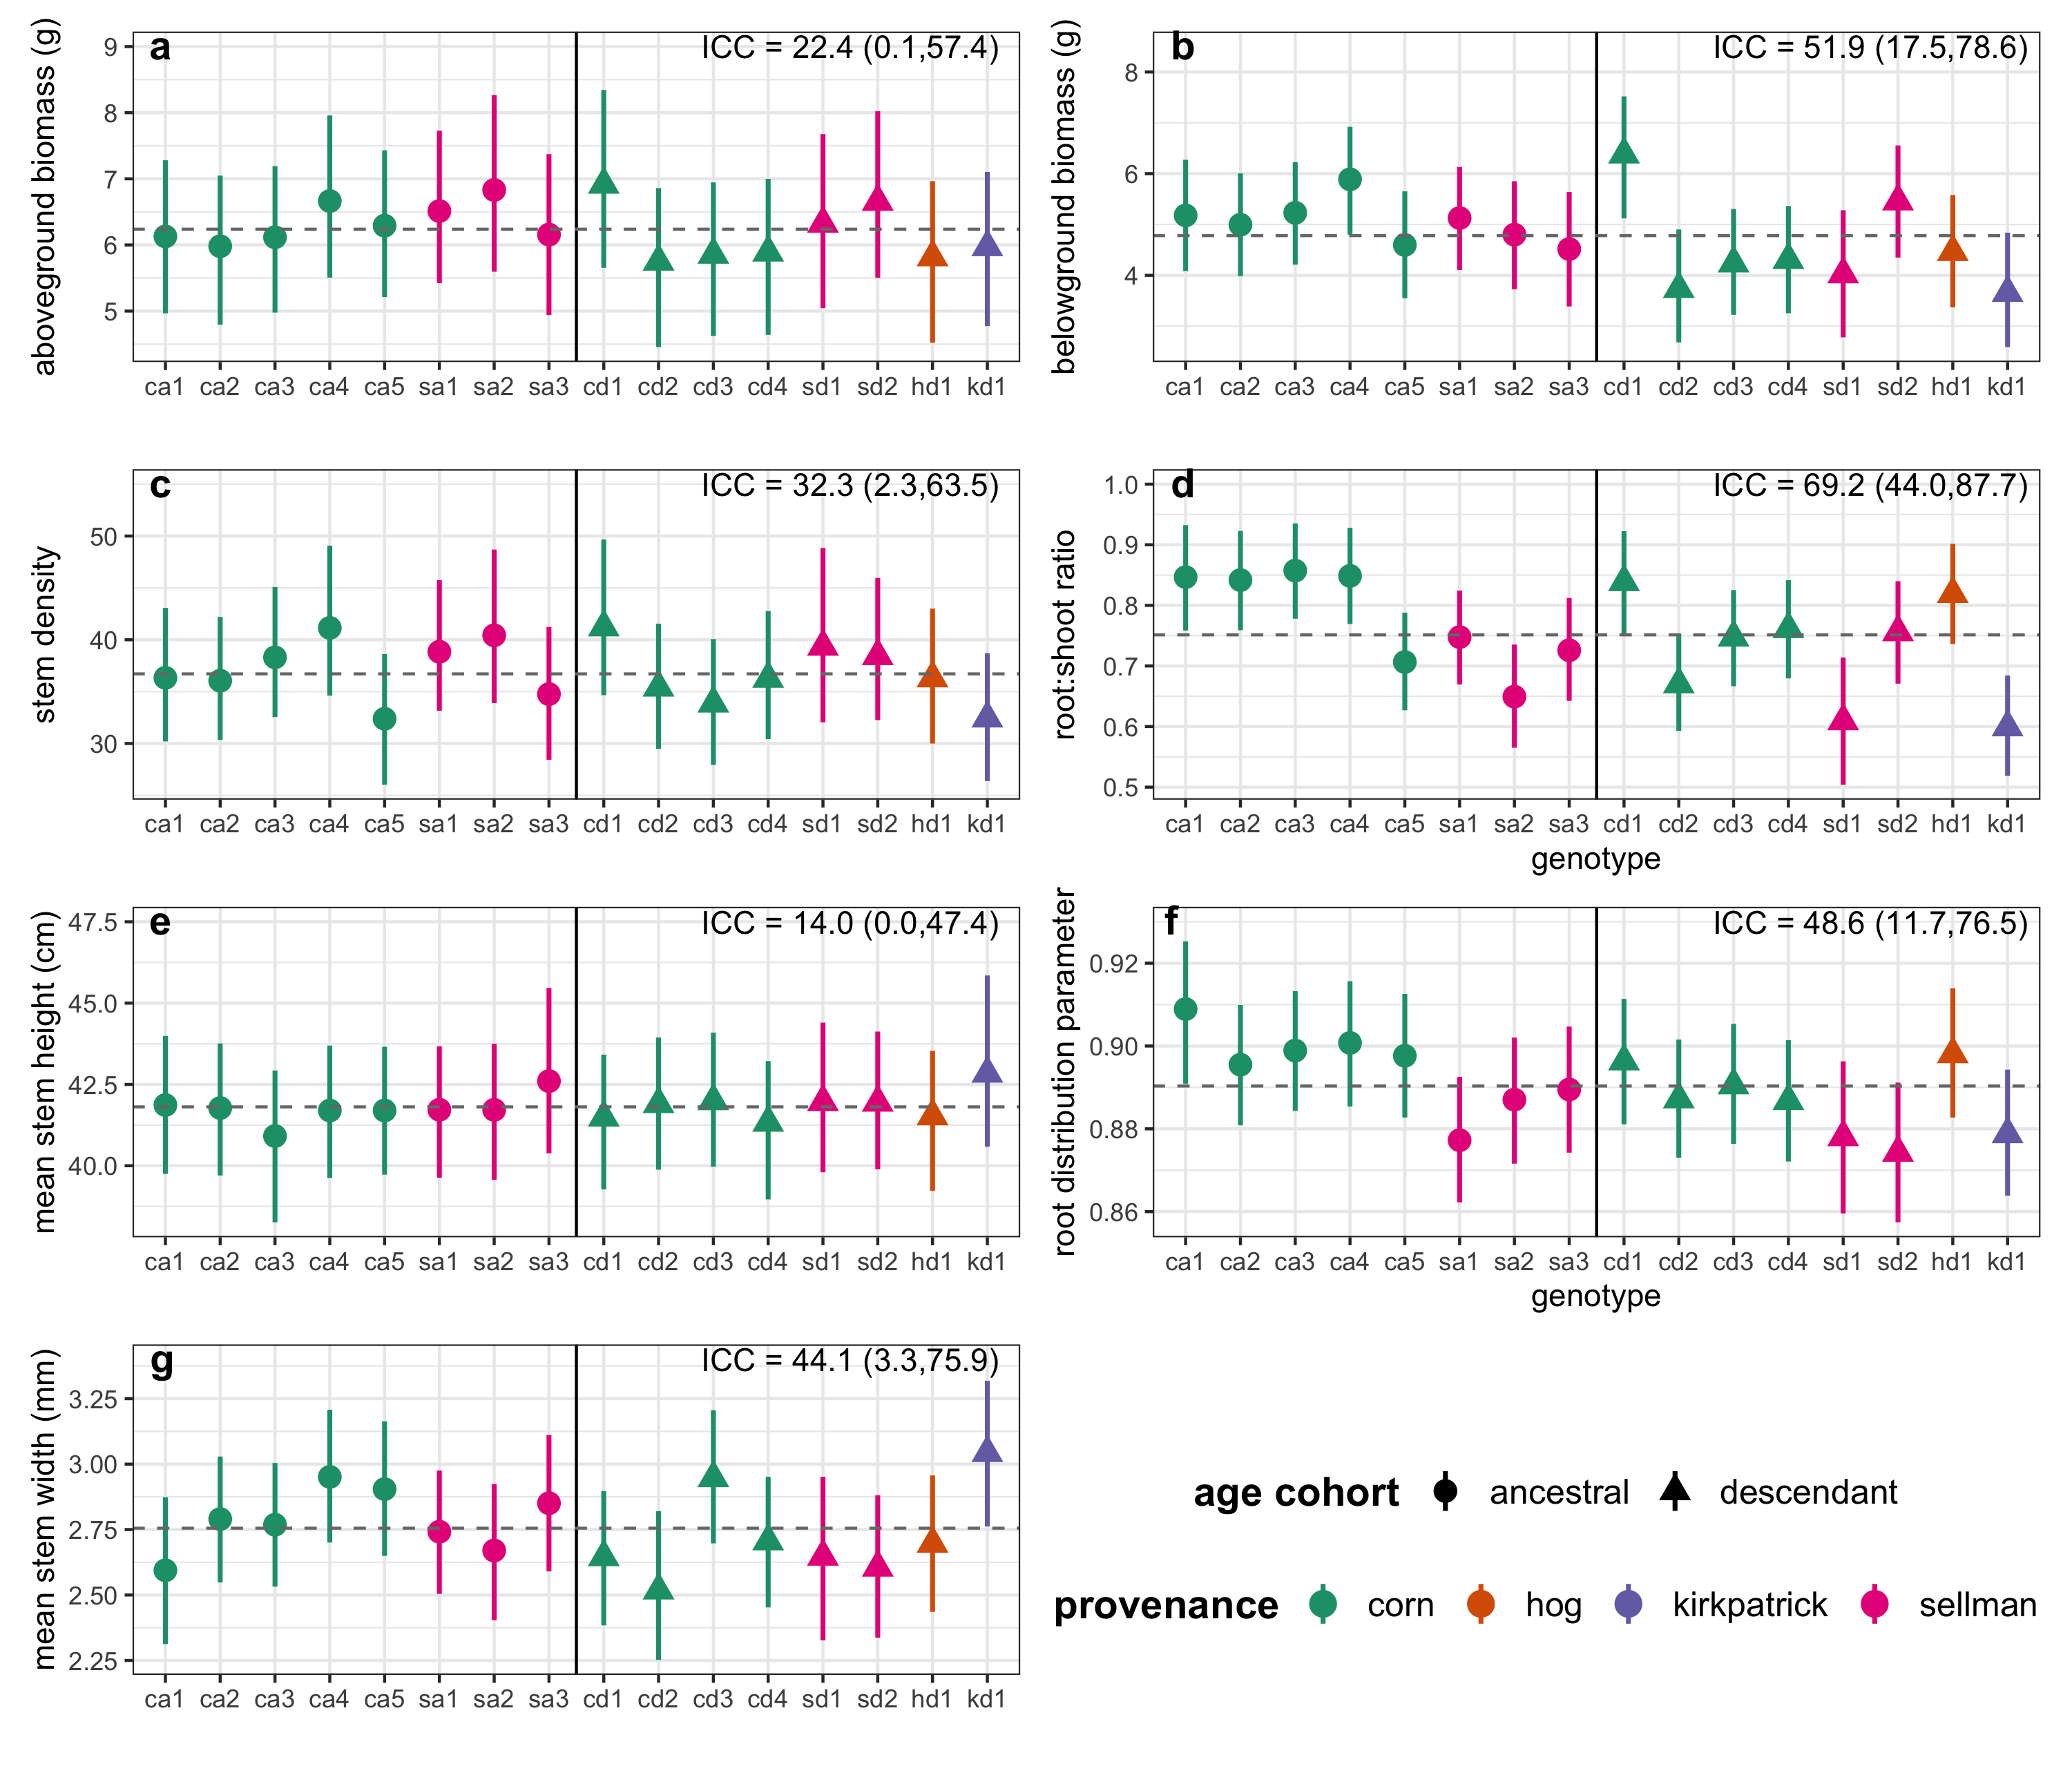 a
ICC = 22.4 (0.1,57.4)
aboveground biomass (g)
9
8
7
6
5
ca1 ca2 ca3 ca4 ca5 sa1 sa2 sa3 cd1 cd2 cd3 cd4 sd1 sd2 hd1 kd1
b
ICC = 51.9 (17.5,78.6)
belowground biomass (g)
8
6
4
ca1 ca2 ca3 ca4 ca5 sa1 sa2 sa3 cd1 cd2 cd3 cd4 sd1 sd2 hd1 kd1
c
ICC = 32.3 (2.3,63.5)
stem density
50
40
30
ca1 ca2 ca3 ca4 ca5 sa1 sa2 sa3 cd1 cd2 cd3 cd4 sd1 sd2 hd1 kd1
d
ICC = 69.2 (44.0,87.7)
root:shoot ratio
1.0
0.9
0.8
0.7
0.6
0.5
ca1 ca2 ca3 ca4 ca5 sa1 sa2 sa3 cd1 cd2 cd3 cd4 sd1 sd2 hd1 kd1
genotype
e
ICC = 14.0 (0.0,47.4)
mean stem height (cm)
47.5
45.0
42.5
40.0
ca1 ca2 ca3 ca4 ca5 sa1 sa2 sa3 cd1 cd2 cd3 cd4 sd1 sd2 hd1 kd1
f
ICC = 48.6 (11.7,76.5)
root distribution parameter
0.92
0.90
0.88
0.86
ca1 ca2 ca3 ca4 ca5 sa1 sa2 sa3 cd1 cd2 cd3 cd4 sd1 sd2 hd1 kd1
genotype
g
ICC = 44.1 (3.3,75.9)
mean stem width (mm)
3.25
3.00
2.75
2.50
2.25
ca1 ca2 ca3 ca4 ca5 sa1 sa2 sa3 cd1 cd2 cd3 cd4 sd1 sd2 hd1 kd1
age cohort ancestral descendant
provenance corn hog kirkpatrick sellman